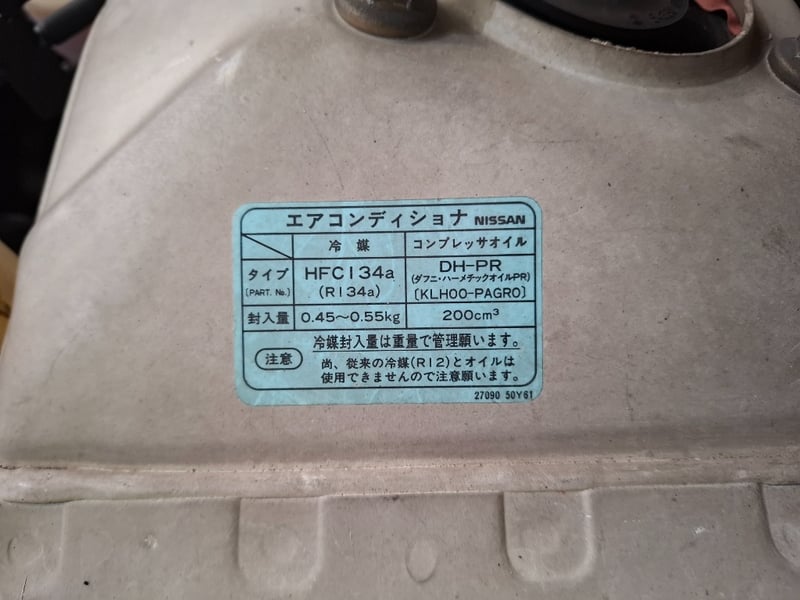 エアコンディショナ NISSAN
冷媒 コンプレッサオイル
タイプ (PART. No.) HFC134a (R134a) DH-PR (ダフニ・ハーメチックオイルPR) [KLH00-PAGR0]
封入量 0.45～0.55kg 200cm³
注意 冷媒封入量は重量で管理願います。
尚、従来の冷媒(R12)とオイルは
使用できませんので注意願います。
27090 50Y61